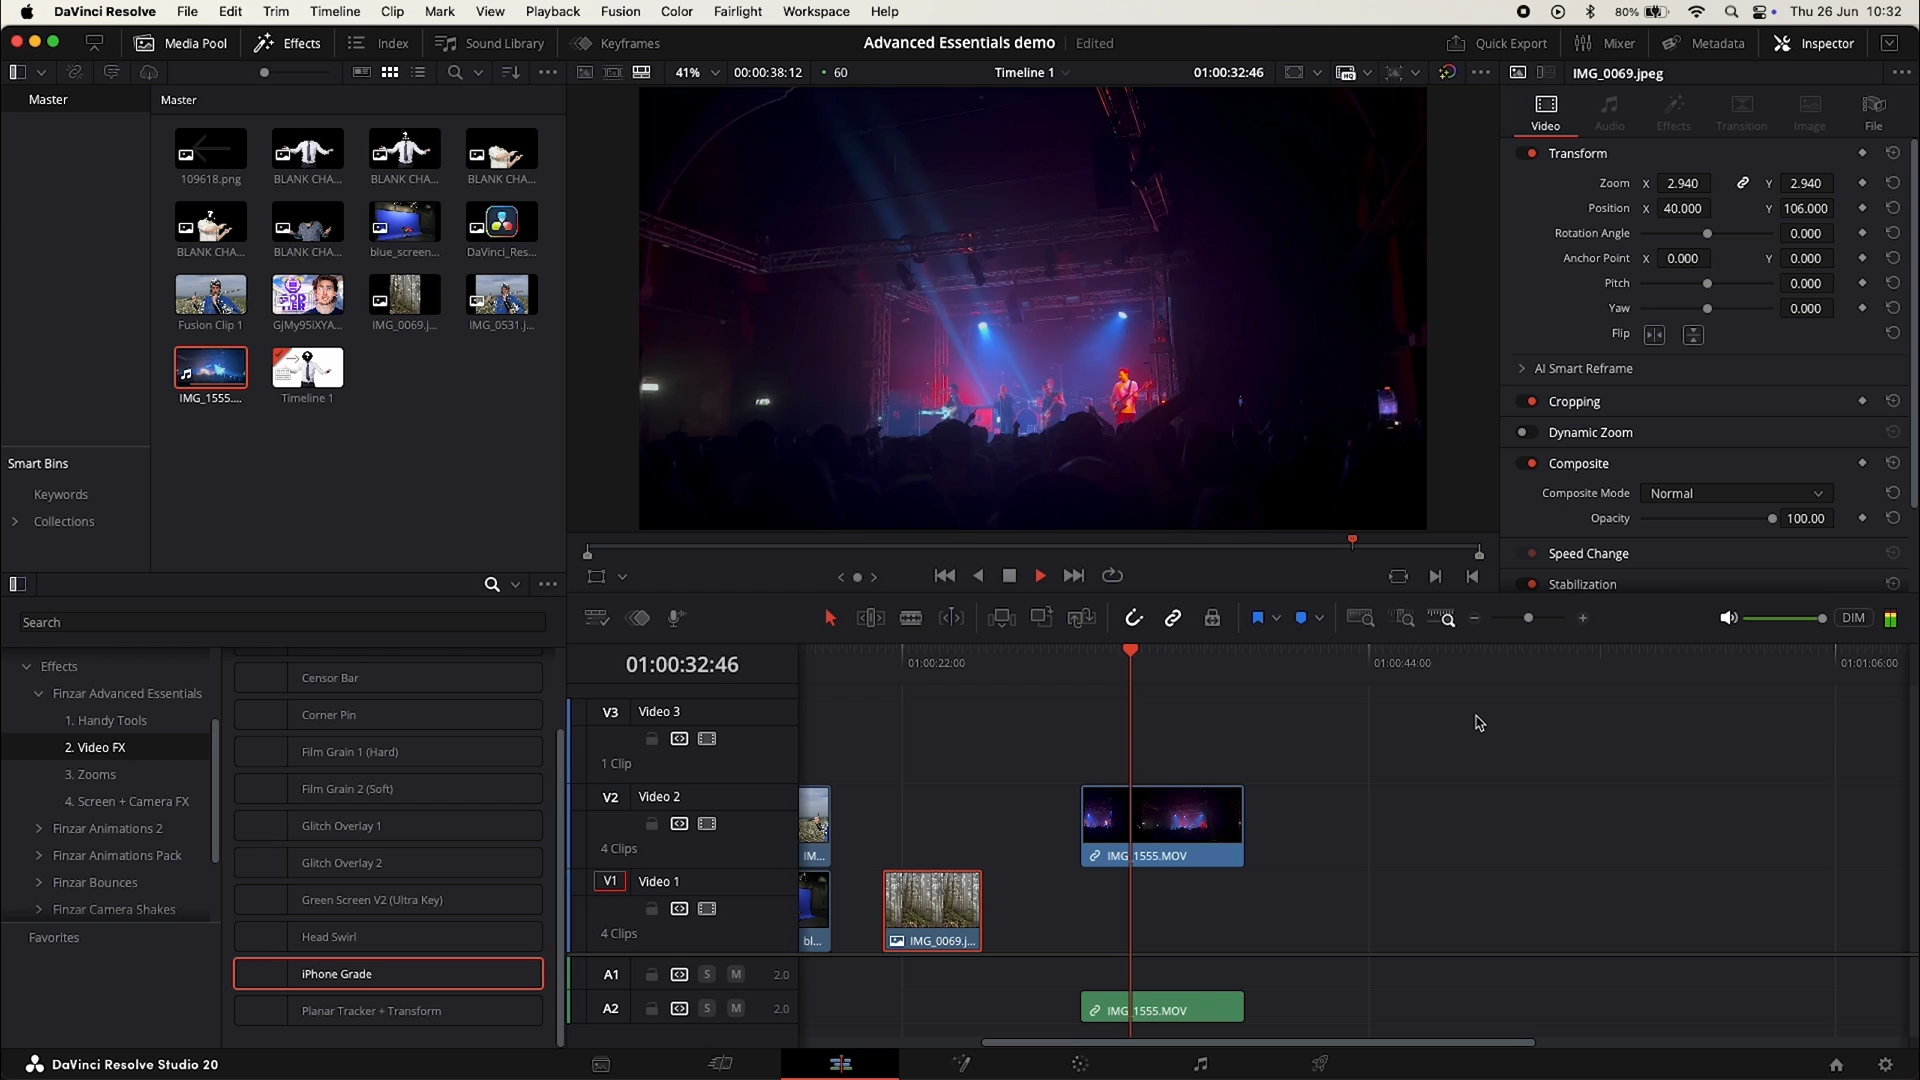 DaVinci Resolve File Edit Trim Timeline Clip Mark View Playback Fusion Color Fairlight Workspace Help 80% Thu 26 Jun 10:32
Media Pool Effects Index Sound Library Keyframes Advanced Essentials demo Edited Quick Export Mixer Metadata Inspector
41% 00:00:38:12 60 Timeline 1 01:00:32:46 IMG_0069.jpeg
Master Master
109618.png BLANK CHA... BLANK CHA... BLANK CHA...
BLANK CHA... BLANK CHA... blue_screen... DaVinci_Res...
Fusion Clip 1 GjMy95iXYA... IMG_0069.j... IMG_0531.j...
IMG_1555.... Timeline 1
Smart Bins
Keywords
Collections
Video Audio Effects Transition Image File
Transform
Zoom X 2.940 Y 2.940
Position X 40.000 Y 106.000
Rotation Angle 0.000
Anchor Point X 0.000 Y 0.000
Pitch 0.000
Yaw 0.000
Flip
AI Smart Reframe
Cropping
Dynamic Zoom
Composite
Composite Mode Normal
Opacity 100.00
Speed Change
Stabilization
Search
Effects
Finzar Advanced Essentials
1. Handy Tools
2. Video FX
3. Zooms
4. Screen + Camera FX
Finzar Animations 2
Finzar Animations Pack
Finzar Bounces
Finzar Camera Shakes
Favorites
Censor Bar
Corner Pin
Film Grain 1 (Hard)
Film Grain 2 (Soft)
Glitch Overlay 1
Glitch Overlay 2
Green Screen V2 (Ultra Key)
Head Swirl
iPhone Grade
Planar Tracker + Transform
DIM
01:00:32:46 01:00:22:00 01:00:44:00 01:01:06:00
V3 Video 3
1 Clip
V2 Video 2
4 Clips
IM... IMG_1555.MOV
V1 Video 1
4 Clips
bl... IMG_0069.j...
A1 S M 2.0
A2 S M 2.0 IMG_1555.MOV
DaVinci Resolve Studio 20